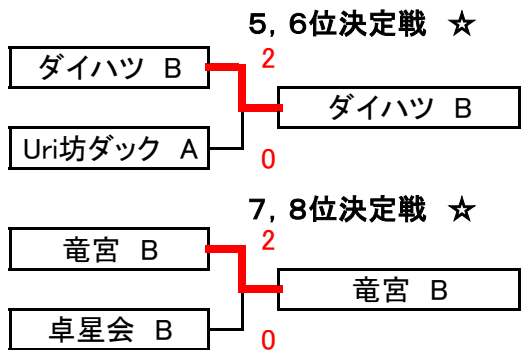 5，6位決定戦　☆
2
ダイハツ　B
ダイハツ　B
Uri坊ダック　A
0
7，8位決定戦　☆
2
竜宮　B
竜宮　B
卓星会　B
0